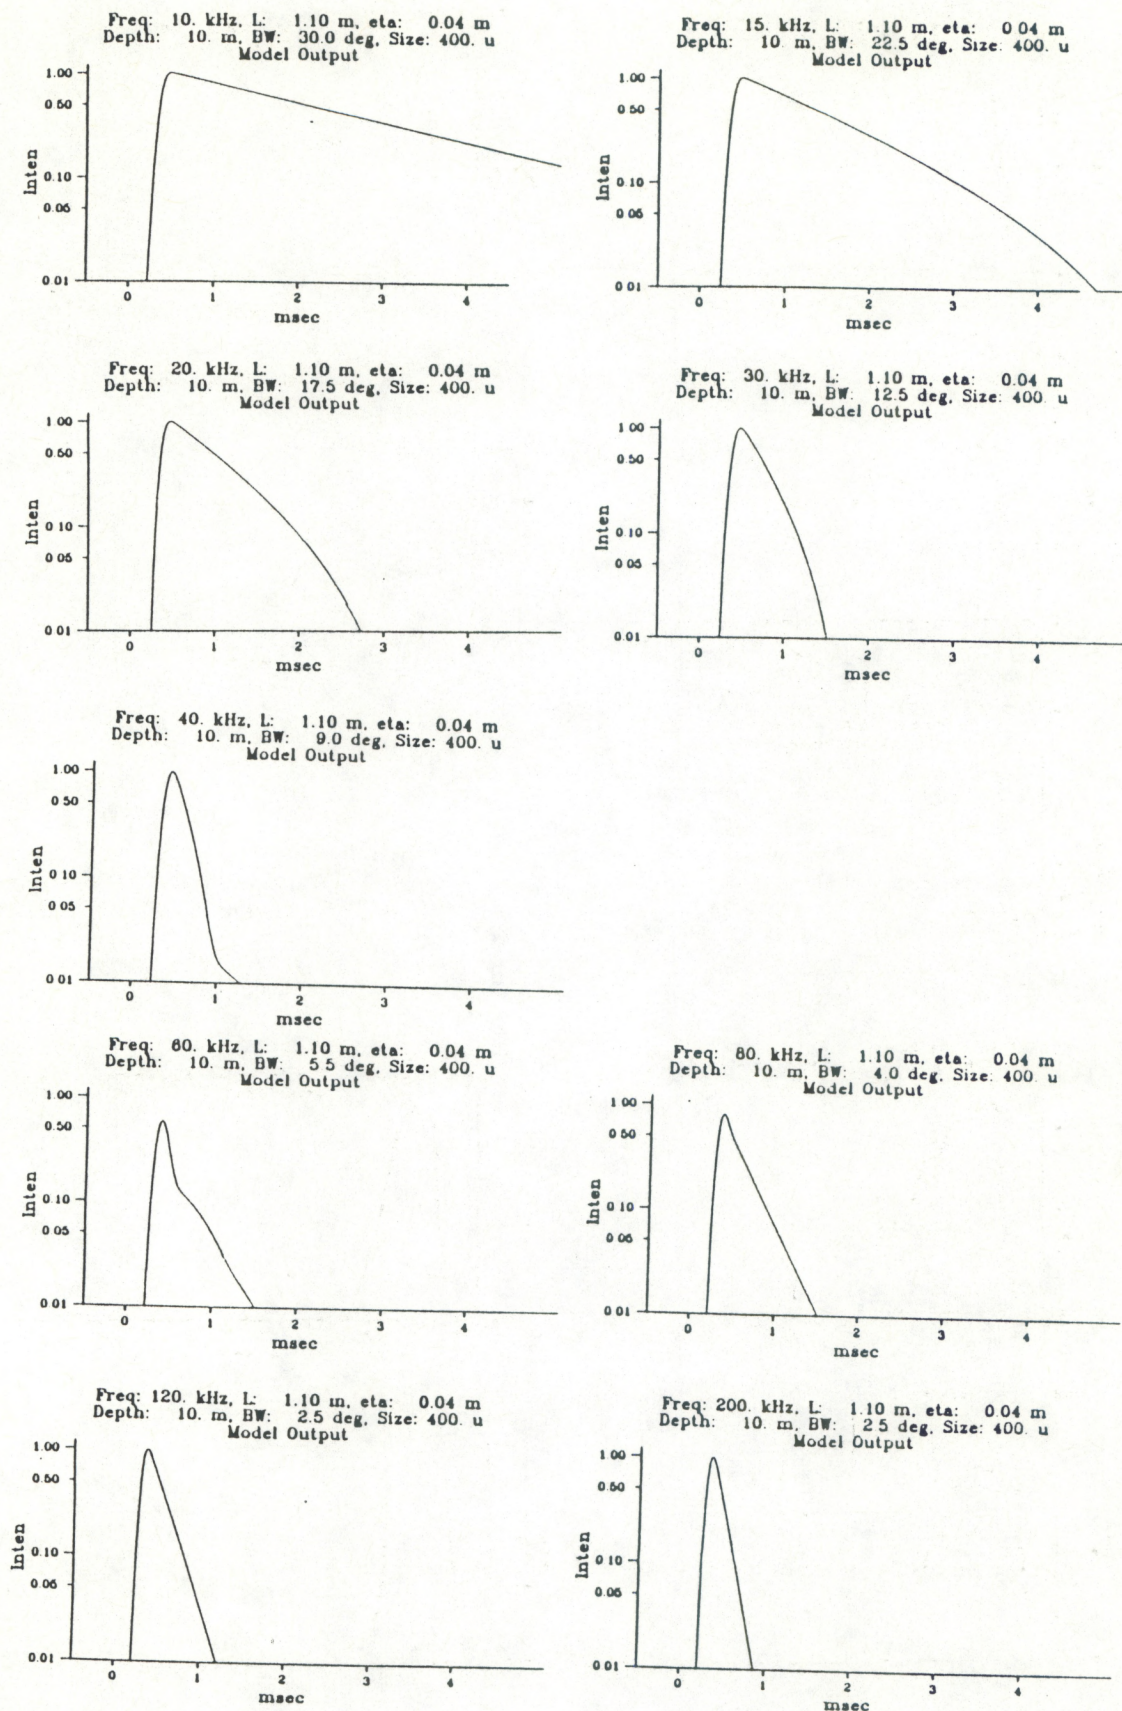 Freq: 10. kHz, L: 1.10 m, eta: 0.04 m
Depth: 10. m, BW: 30.0 deg, Size: 400. u
Model Output
1.00
0.50
0.10
0.05
0.01
Inten
0 1 2 3 4
msec
Freq: 15. kHz, L: 1.10 m, eta: 0.04 m
Depth: 10. m, BW: 22.5 deg, Size: 400. u
Model Output
1.00
0.50
0.10
0.05
0.01
Inten
0 1 2 3 4
msec
Freq: 20. kHz, L: 1.10 m, eta: 0.04 m
Depth: 10. m, BW: 17.5 deg, Size: 400. u
Model Output
1.00
0.50
0.10
0.05
0.01
Inten
0 1 2 3 4
msec
Freq: 30. kHz, L: 1.10 m, eta: 0.04 m
Depth: 10. m, BW: 12.5 deg, Size: 400. u
Model Output
1.00
0.50
0.10
0.05
0.01
Inten
0 1 2 3 4
msec
Freq: 40. kHz, L: 1.10 m, eta: 0.04 m
Depth: 10. m, BW: 9.0 deg, Size: 400. u
Model Output
1.00
0.50
0.10
0.05
0.01
Inten
0 1 2 3 4
msec
Freq: 60. kHz, L: 1.10 m, eta: 0.04 m
Depth: 10. m, BW: 5.5 deg, Size: 400. u
Model Output
1.00
0.50
0.10
0.05
0.01
Inten
0 1 2 3 4
msec
Freq: 80. kHz, L: 1.10 m, eta: 0.04 m
Depth: 10. m, BW: 4.0 deg, Size: 400. u
Model Output
1.00
0.50
0.10
0.05
0.01
Inten
0 1 2 3 4
msec
Freq: 120. kHz, L: 1.10 m, eta: 0.04 m
Depth: 10. m, BW: 2.5 deg, Size: 400. u
Model Output
1.00
0.50
0.10
0.05
0.01
Inten
0 1 2 3 4
msec
Freq: 200. kHz, L: 1.10 m, eta: 0.04 m
Depth: 10. m, BW: 2.5 deg, Size: 400. u
Model Output
1.00
0.50
0.10
0.05
0.01
Inten
0 1 2 3 4
msec